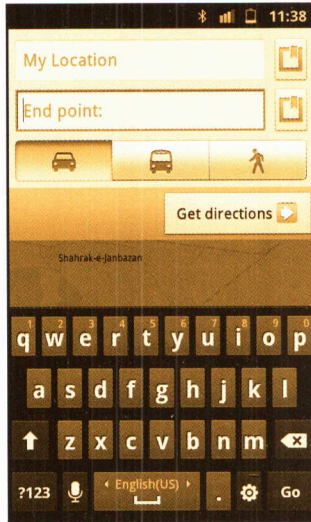 11:38
My Location
End point:
Get directions
Shahrak-e-Janbazan
1 2 3 4 5 6 7 8 9 0
q w e r t y u i o p
a s d f g h j k l
z x c v b n m
?123 English(US) . Go